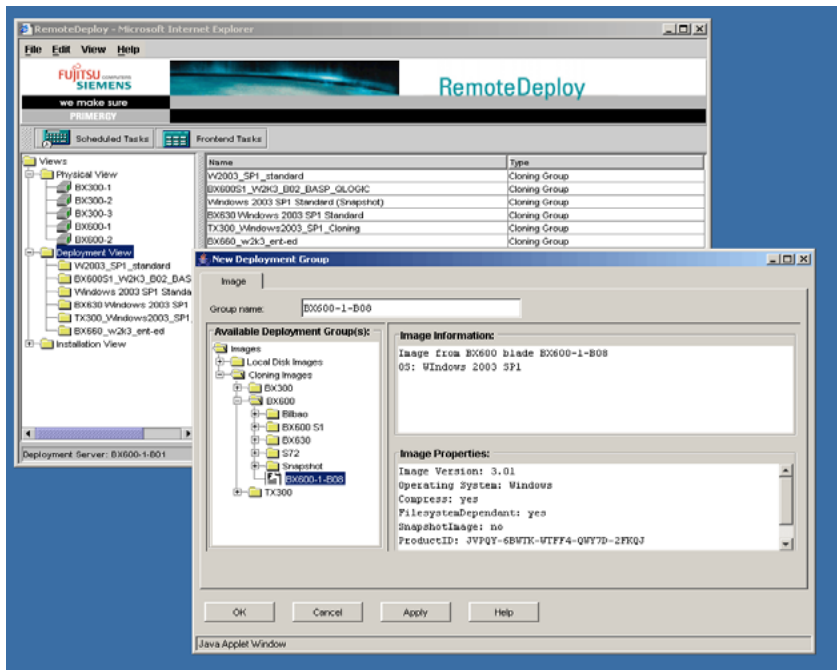 RemoteDeploy - Microsoft Internet Explorer
File Edit View Help
FUJITSU COMPUTERS
SIEMENS
we make sure
PRIMERGY
RemoteDeploy
Scheduled Tasks
Frontend Tasks
Views
Physical View
BX300-1
BX300-2
BX300-3
BX600-1
BX600-2
Deployment View
W2003_SP1_standard
BX600S1_W2K3_B02_BAS
Windows 2003 SP1 Standa
BX630 Windows 2003 SP1
TX300_Windows2003_SP1_
BX660_w2k3_ent-ed
Installation View
Deployment Server: BX600-1-B01
Name Type
W2003_SP1_standard Cloning Group
BX600S1_W2K3_B02_BASP_QLOGIC Cloning Group
Windows 2003 SP1 Standard (Snapshot) Cloning Group
BX630 Windows 2003 SP1 Standard Cloning Group
TX300_Windows2003_SP1_Cloning Cloning Group
BX660_w2k3_ent-ed Cloning Group
New Deployment Group
Image
Group name: BX600-1-B08
Available Deployment Group(s):
Images
Local Disk Images
Cloning Images
BX300
BX600
Bilbao
BX600 S1
BX630
S72
Snapshot
BX600-1-B08
TX300
Image Information:
Image from BX600 blade BX600-1-B08
OS: WIndows 2003 SP1
Image Properties:
Image Version: 3.01
Operating System: Windows
Compress: yes
FilesystemDependant: yes
SnapshotImage: no
ProductID: JVPQY-6BWTK-WTFF4-QWY7D-2FKQJ
OK Cancel Apply Help
Java Applet Window